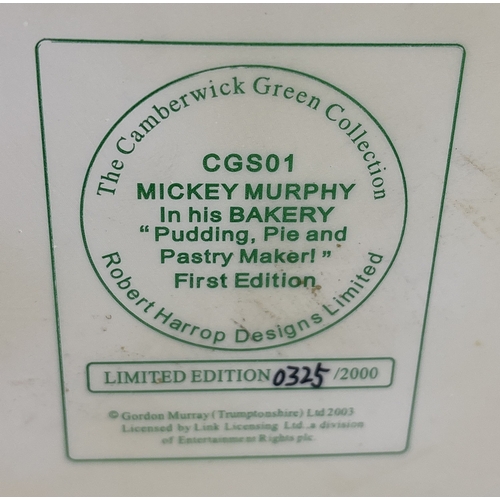 The Camberwick Green Collection
CGS01
MICKEY MURPHY
In his BAKERY
“ Pudding, Pie and
Pastry Maker! ”
First Edition
Robert Harrop Designs Limited
LIMITED EDITION 0325 /2000
© Gordon Murray (Trumptonshire) Ltd 2003
Licensed by Link Licensing Ltd., a division
of Entertainment Rights plc.